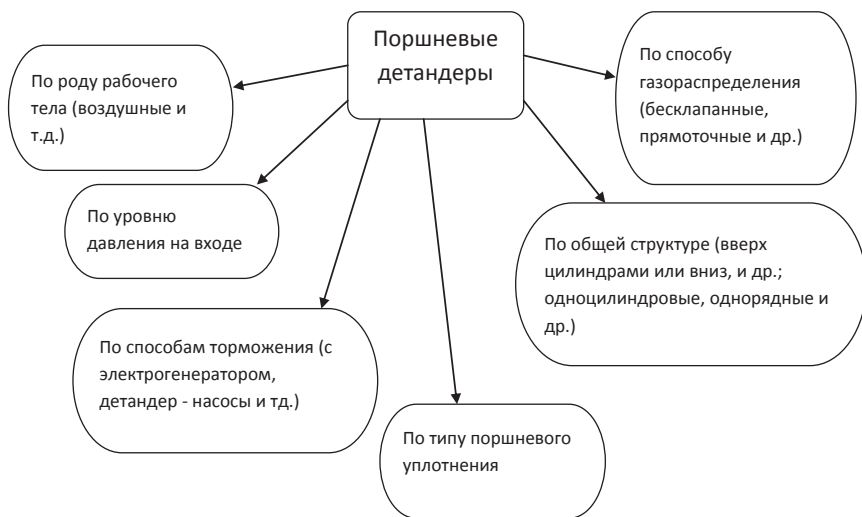 Поршневые
детандеры
По роду рабочего
тела (воздушные и
т.д.)
По способу
газораспределения
(бесклапанные,
прямоточные и др.)
По уровню
давления на входе
По общей структуре (вверх
цилиндрами или вниз, и др.;
одноцилиндровые, однорядные и
др.)
По способам торможения (с
электрогенератором,
детандер - насосы и тд.)
По типу поршневого
уплотнения